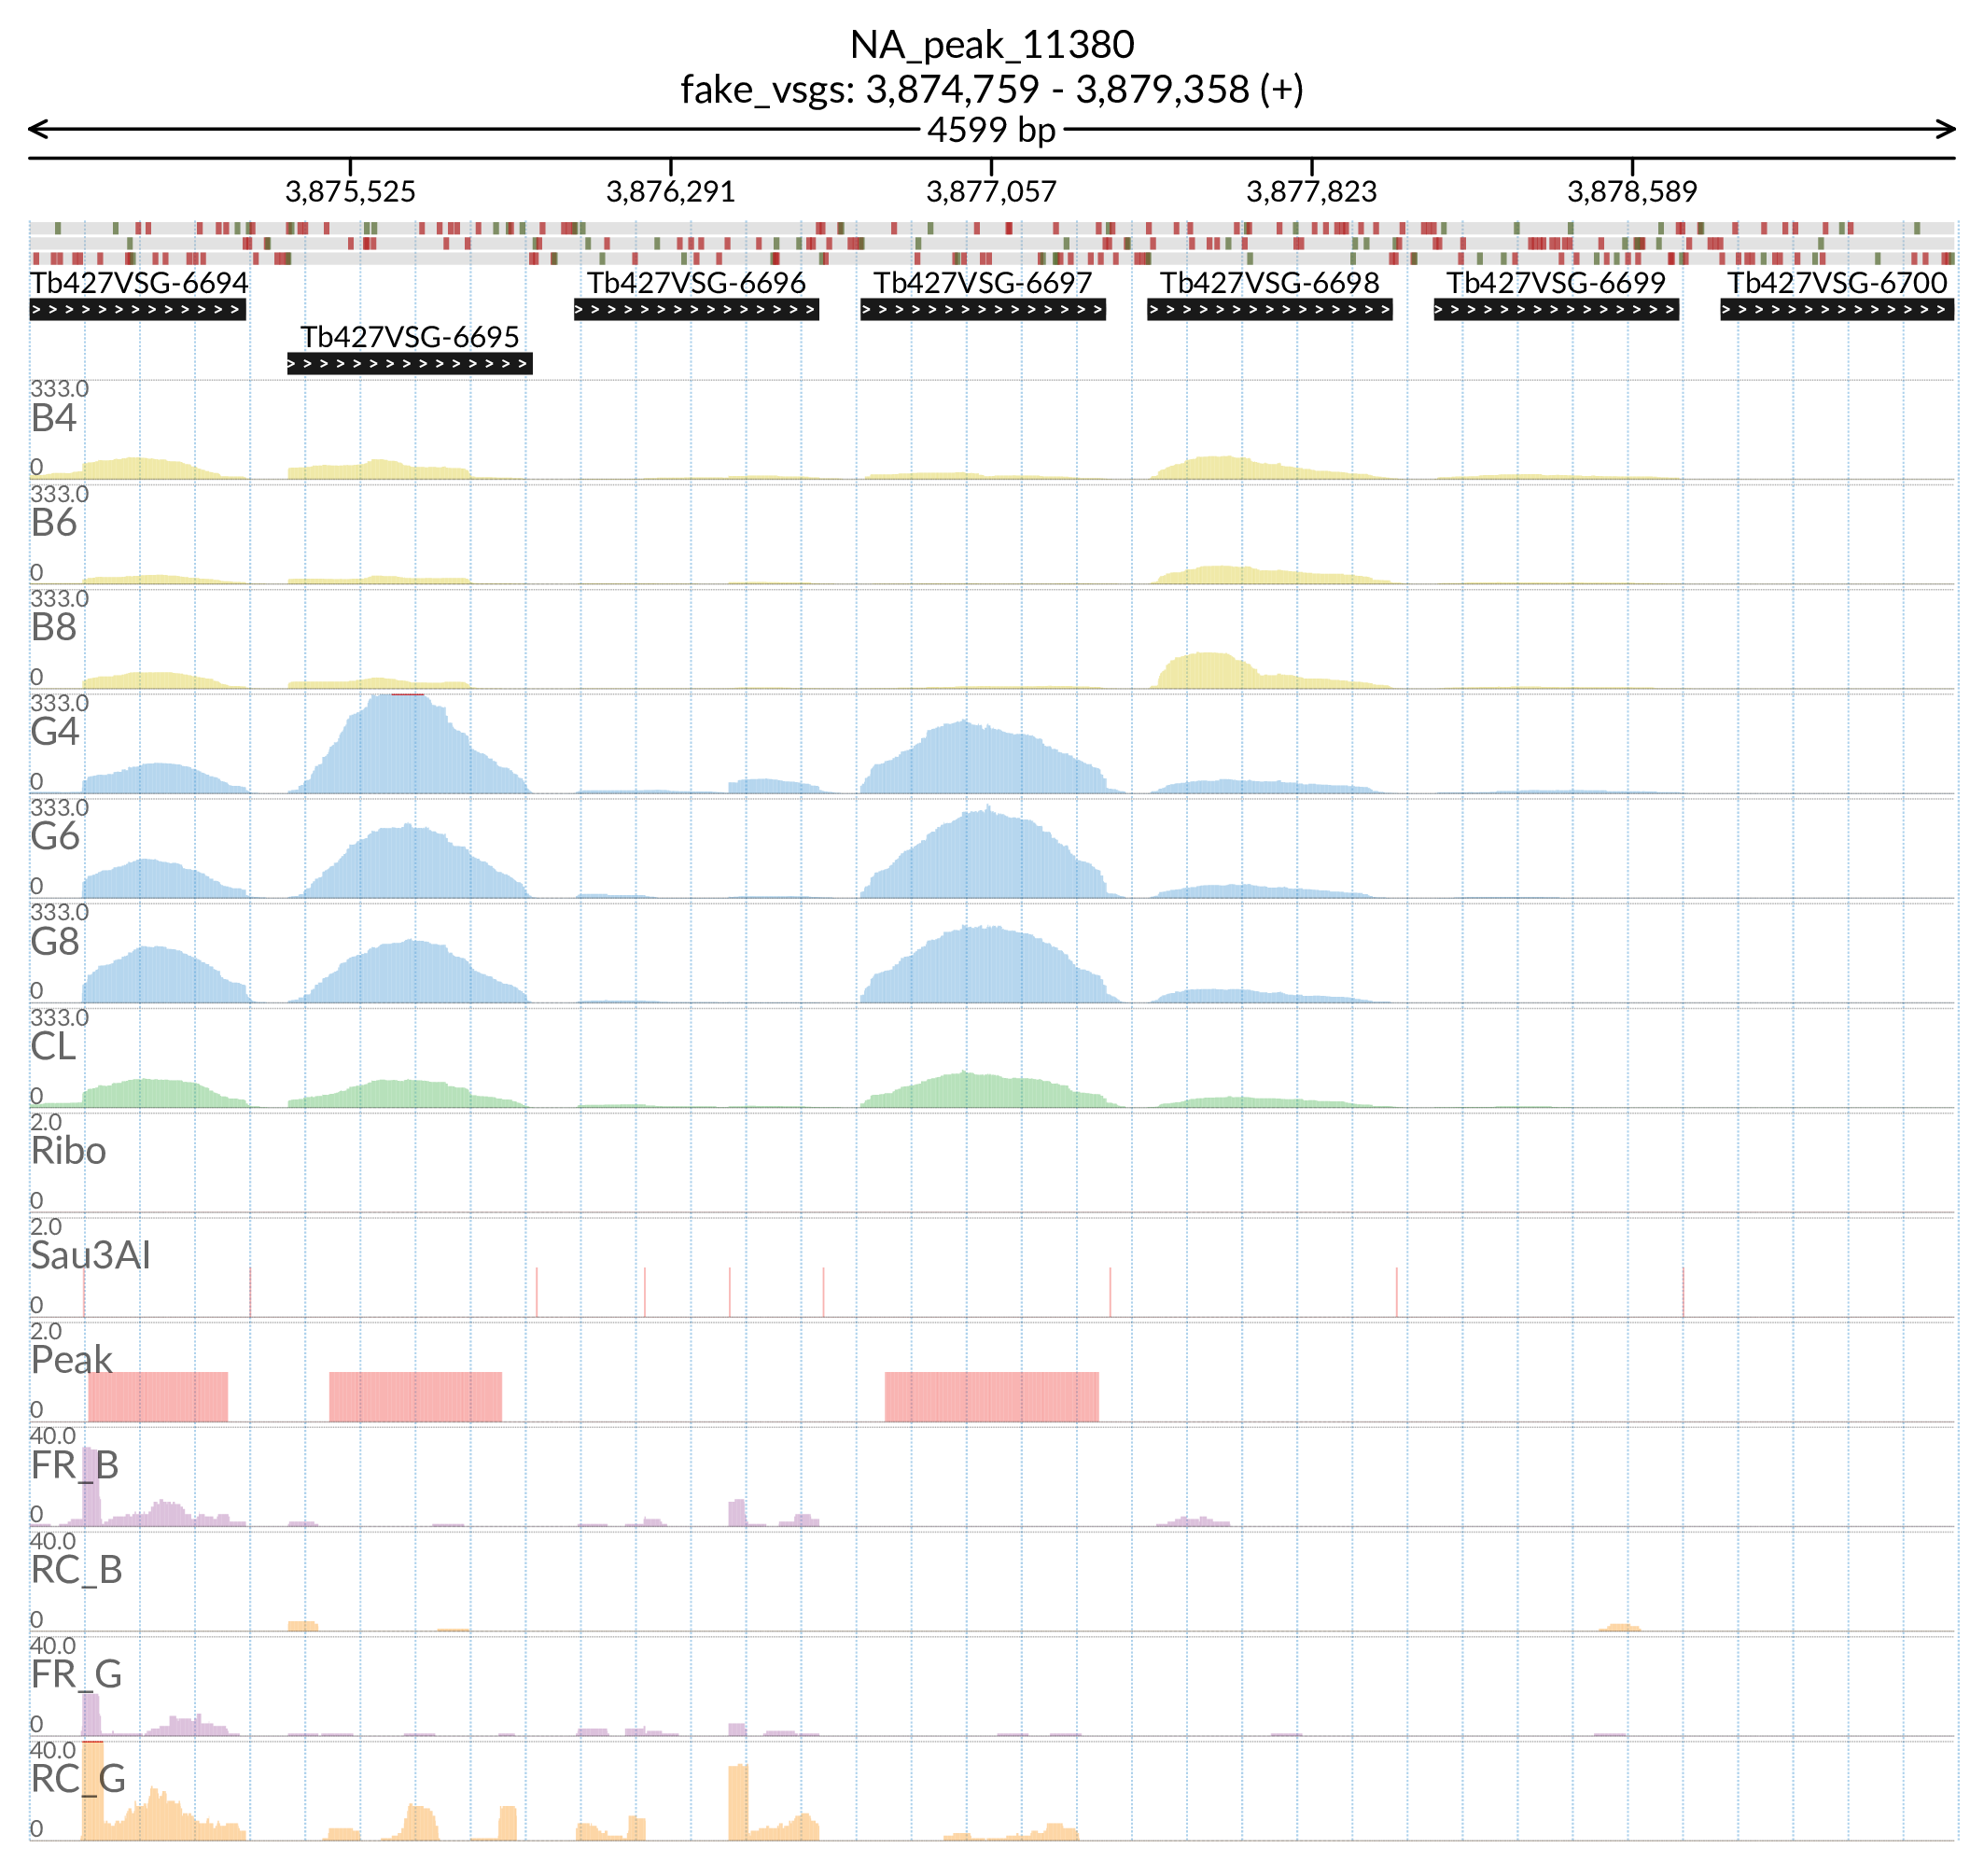 NA_peak_11380
fake_vsgs: 3,874,759 - 3,879,358 (+)
4599 bp
3,875,525 3,876,291 3,877,057 3,877,823 3,878,589
Tb427VSG-6694 Tb427VSG-6696 Tb427VSG-6697 Tb427VSG-6698 Tb427VSG-6699 Tb427VSG-6700
Tb427VSG-6695
333.0
B4
0
333.0
B6
0
333.0
B8
0
333.0
G4
0
333.0
G6
0
333.0
G8
0
333.0
CL
0
2.0
Ribo
0
2.0
Sau3AI
0
2.0
Peak
0
40.0
FR_B
0
40.0
RC_B
0
40.0
FR_G
0
40.0
RC_G
0